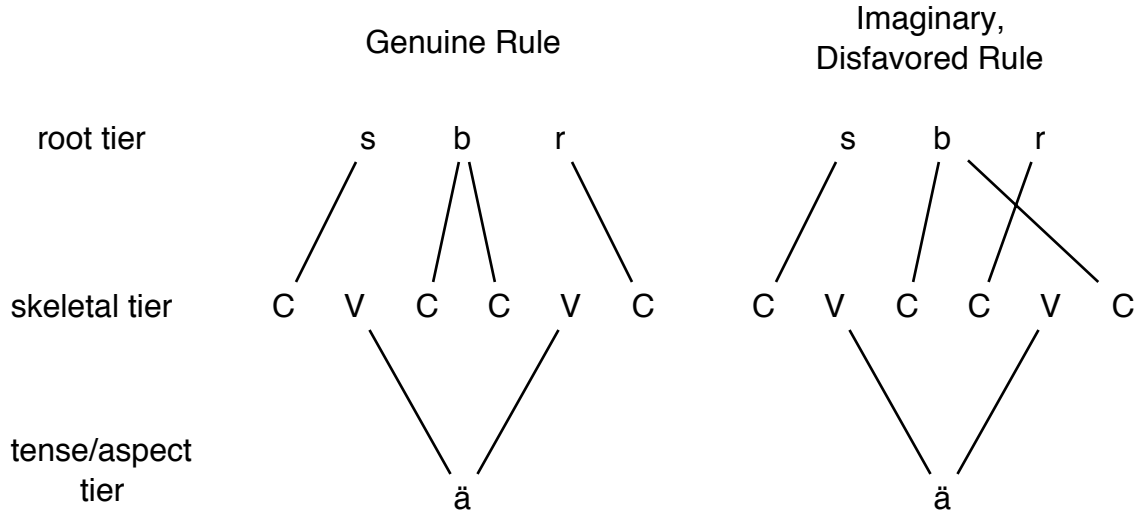 Genuine Rule
Imaginary,
Disfavored Rule
root tier s b r s b r
skeletal tier C V C C V C C V C C V C
tense/aspect
tier
ä ä